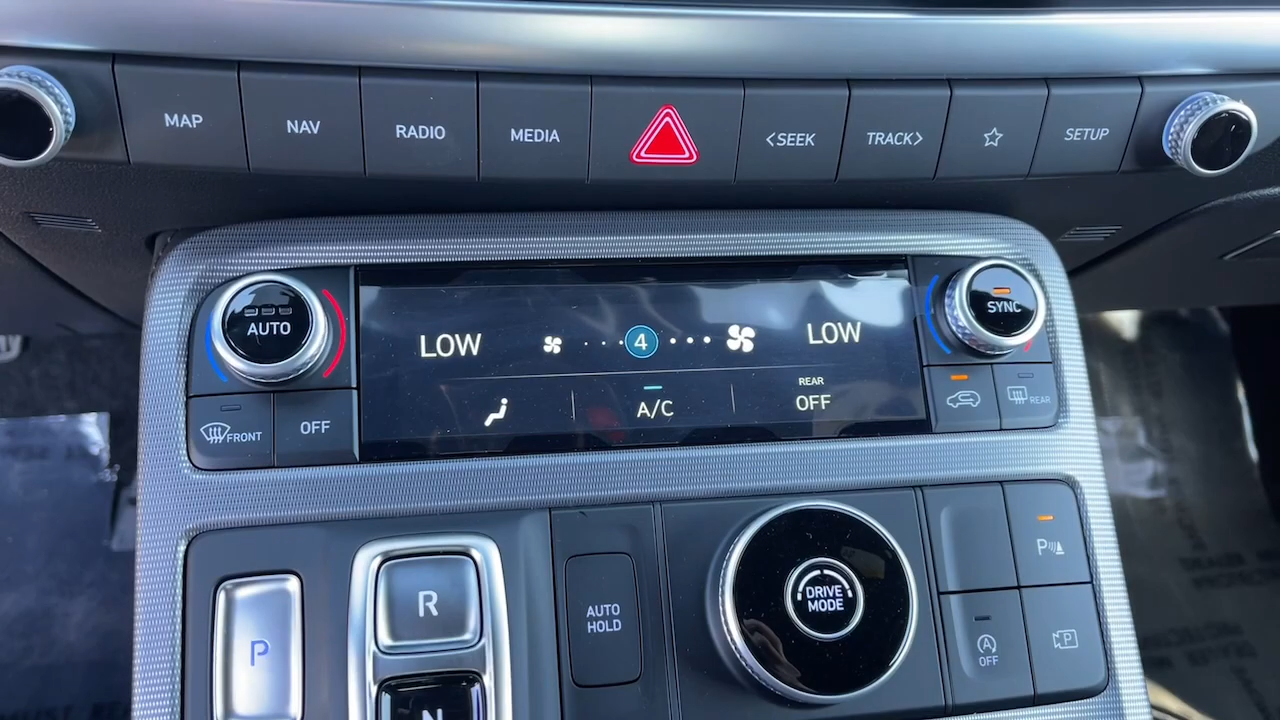 MAP
NAV
RADIO
MEDIA
<SEEK
TRACK>
SETUP
AUTO
LOW
4
LOW
SYNC
A/C
REAR
OFF
FRONT
OFF
REAR
P
R
N
AUTO
HOLD
DRIVE
MODE
P
A
OFF
P